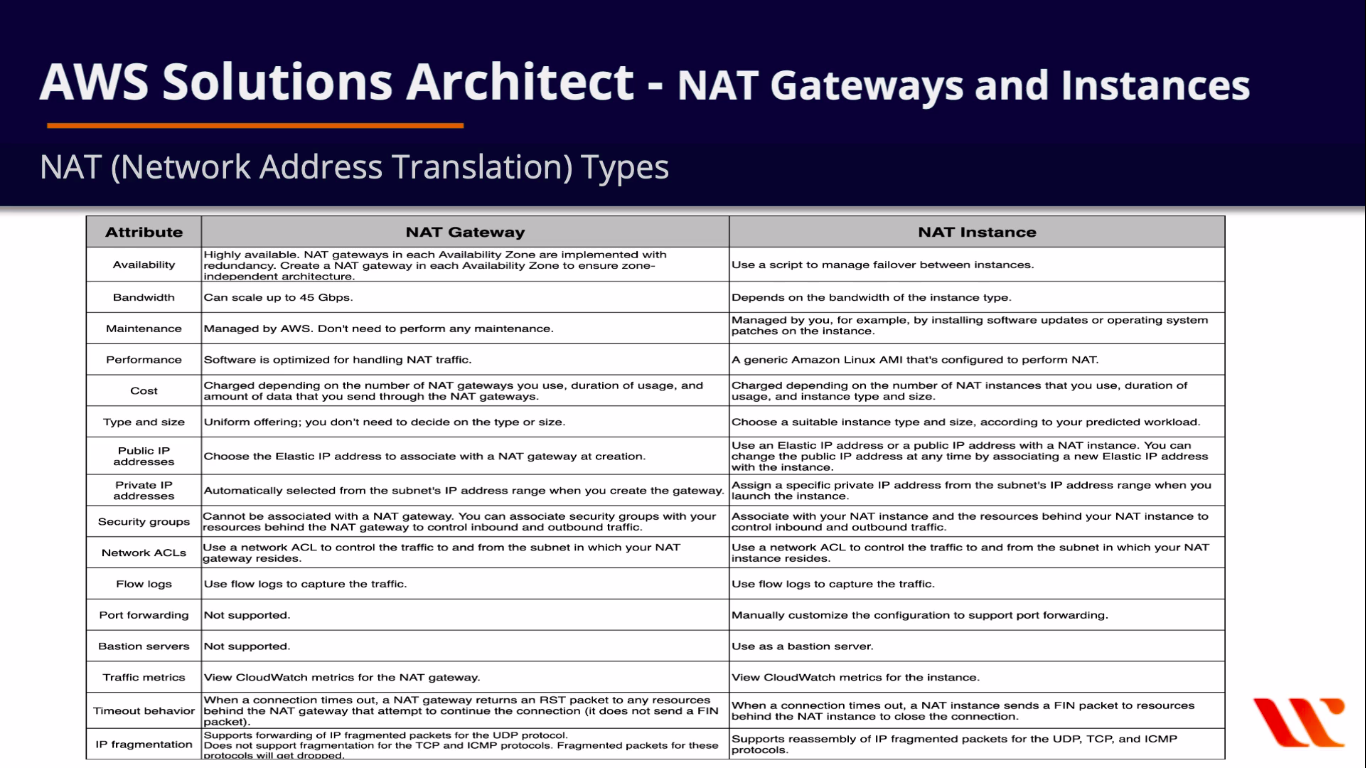 AWS Solutions Architect - NAT Gateways and Instances
NAT (Network Address Translation) Types
Attribute NAT Gateway NAT Instance
Availability
Highly available. NAT gateways in each Availability Zone are implemented with
redundancy. Create a NAT gateway in each Availability Zone to ensure zone-
independent architecture.
Use a script to manage failover between instances.
Bandwidth
Can scale up to 45 Gbps.
Depends on the bandwidth of the instance type.
Maintenance
Managed by AWS. Don't need to perform any maintenance.
Managed by you, for example, by installing software updates or operating system
patches on the instance.
Performance
Software is optimized for handling NAT traffic.
A generic Amazon Linux AMI that's configured to perform NAT.
Cost
Charged depending on the number of NAT gateways you use, duration of usage, and
amount of data that you send through the NAT gateways.
Charged depending on the number of NAT instances that you use, duration of
usage, and instance type and size.
Type and size
Uniform offering; you don't need to decide on the type or size.
Choose a suitable instance type and size, according to your predicted workload.
Public IP
addresses
Choose the Elastic IP address to associate with a NAT gateway at creation.
Use an Elastic IP address or a public IP address with a NAT instance. You can
change the public IP address at any time by associating a new Elastic IP address
with the instance.
Private IP
addresses
Automatically selected from the subnet's IP address range when you create the gateway.
Assign a specific private IP address from the subnet's IP address range when you
launch the instance.
Security groups
Cannot be associated with a NAT gateway. You can associate security groups with your
resources behind the NAT gateway to control inbound and outbound traffic.
Associate with your NAT instance and the resources behind your NAT instance to
control inbound and outbound traffic.
Network ACLs
Use a network ACL to control the traffic to and from the subnet in which your NAT
gateway resides.
Use a network ACL to control the traffic to and from the subnet in which your NAT
instance resides.
Flow logs
Use flow logs to capture the traffic.
Use flow logs to capture the traffic.
Port forwarding
Not supported.
Manually customize the configuration to support port forwarding.
Bastion servers
Not supported.
Use as a bastion server.
Traffic metrics
View CloudWatch metrics for the NAT gateway.
View CloudWatch metrics for the instance.
Timeout behavior
When a connection times out, a NAT gateway returns an RST packet to any resources
behind the NAT gateway that attempt to continue the connection (it does not send a FIN
packet).
When a connection times out, a NAT instance sends a FIN packet to resources
behind the NAT instance to close the connection.
IP fragmentation
Supports forwarding of IP fragmented packets for the UDP protocol.
Does not support fragmentation for the TCP and ICMP protocols. Fragmented packets for these
protocols will get dropped.
Supports reassembly of IP fragmented packets for the UDP, TCP, and ICMP
protocols.